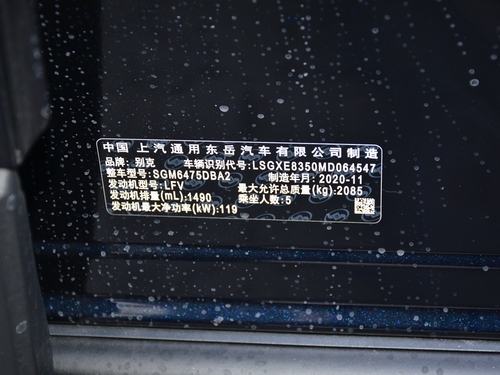 中国 上汽通用东岳汽车有限公司制造
品牌: 别克 车辆识别代号: LSGXE8350MD064547
整车型号: SGM6475DBA2 制造年月: 2020-11
发动机型号: LFV 最大允许总质量(kg): 2085
发动机排量(mL): 1490 乘坐人数: 5
发动机最大净功率(kW): 119